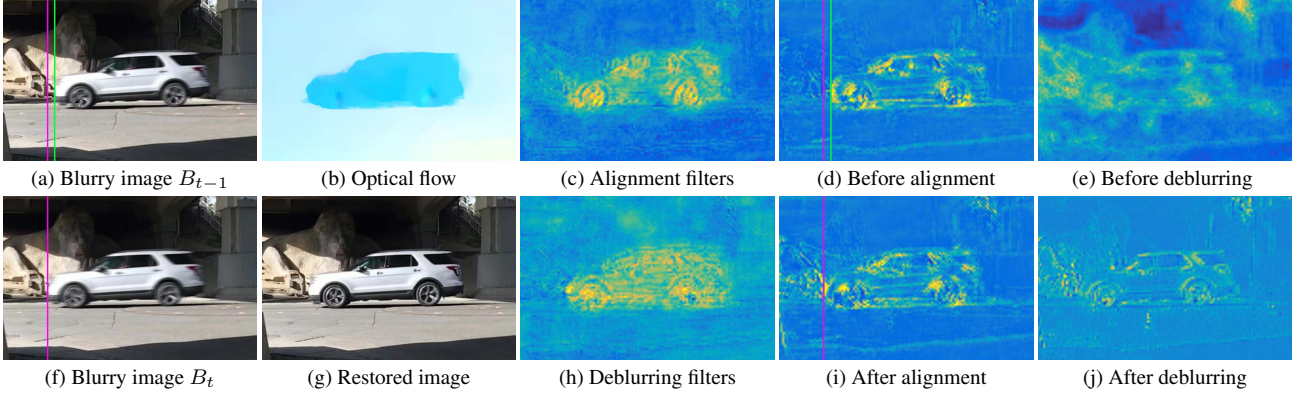 (a) Blurry image B_{t−1}
(b) Optical flow
(c) Alignment filters
(d) Before alignment
(e) Before deblurring
(f) Blurry image B_t
(g) Restored image
(h) Deblurring filters
(i) After alignment
(j) After deblurring